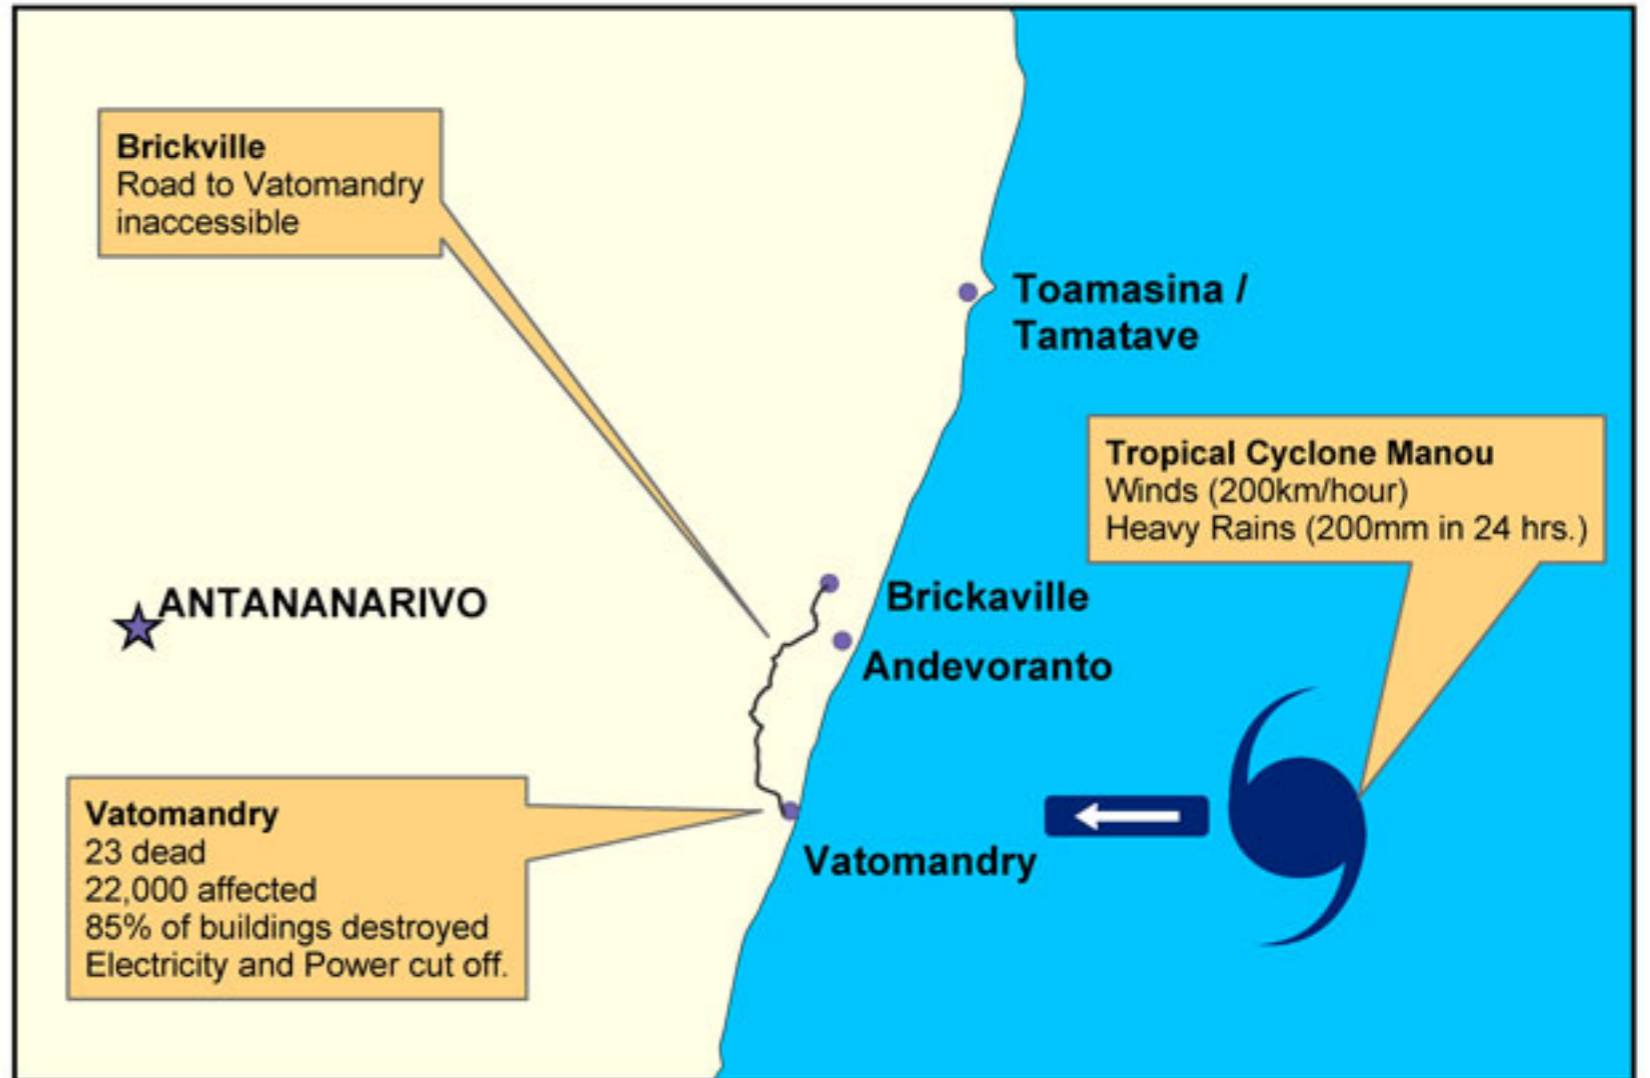 Brickville
Road to Vatomandry
inaccessible
Toamasina /
Tamatave
Tropical Cyclone Manou
Winds (200km/hour)
Heavy Rains (200mm in 24 hrs.)
ANTANANARIVO
Brickaville
Andevoranto
Vatomandry
23 dead
22,000 affected
85% of buildings destroyed
Electricity and Power cut off.
Vatomandry